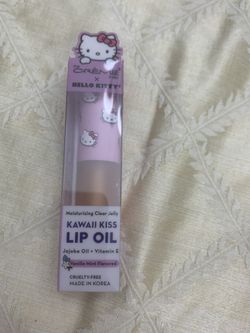 THE
CRÈME
SHOP
×
HELLO KITTY
Moisturizing Clear Jelly
KAWAII KISS
LIP OIL
Jojoba Oil + Vitamin E
Vanilla Mint Flavored
CRUELTY-FREE
MADE IN KOREA